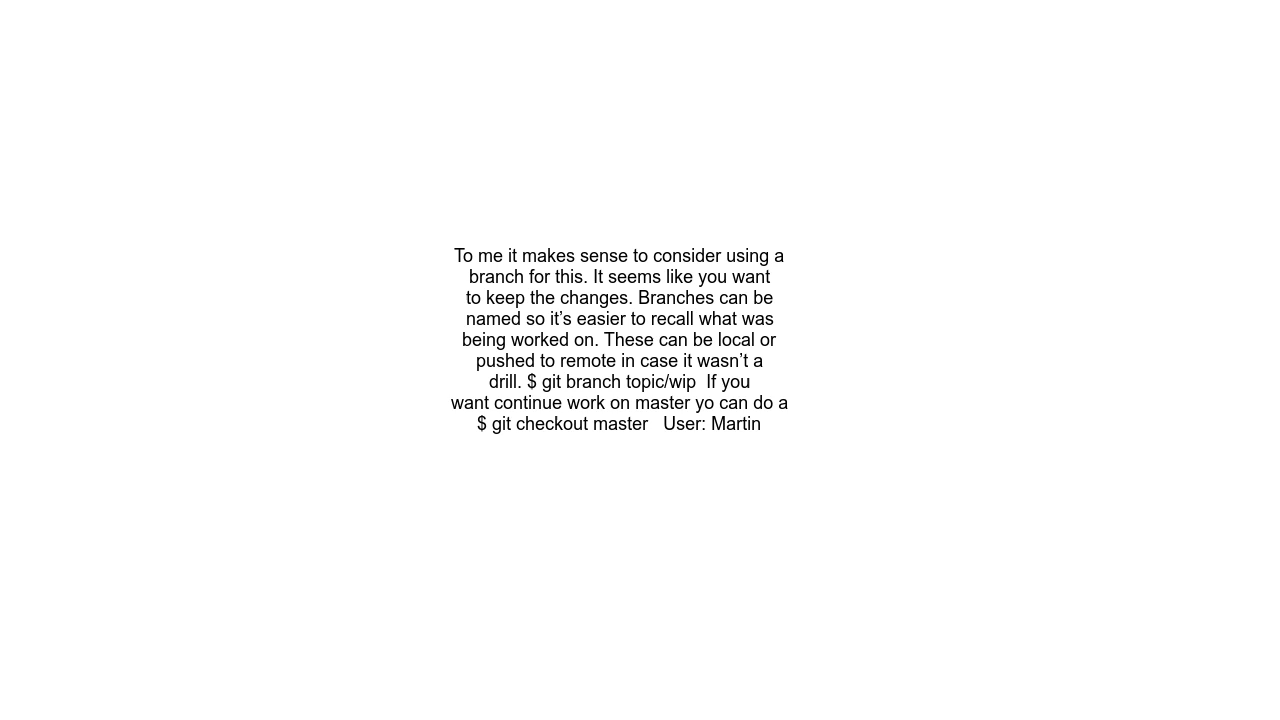 To me it makes sense to consider using a
branch for this. It seems like you want
to keep the changes. Branches can be
named so it’s easier to recall what was
being worked on. These can be local or
pushed to remote in case it wasn’t a
drill. $ git branch topic/wip  If you
want continue work on master yo can do a
$ git checkout master   User: Martin